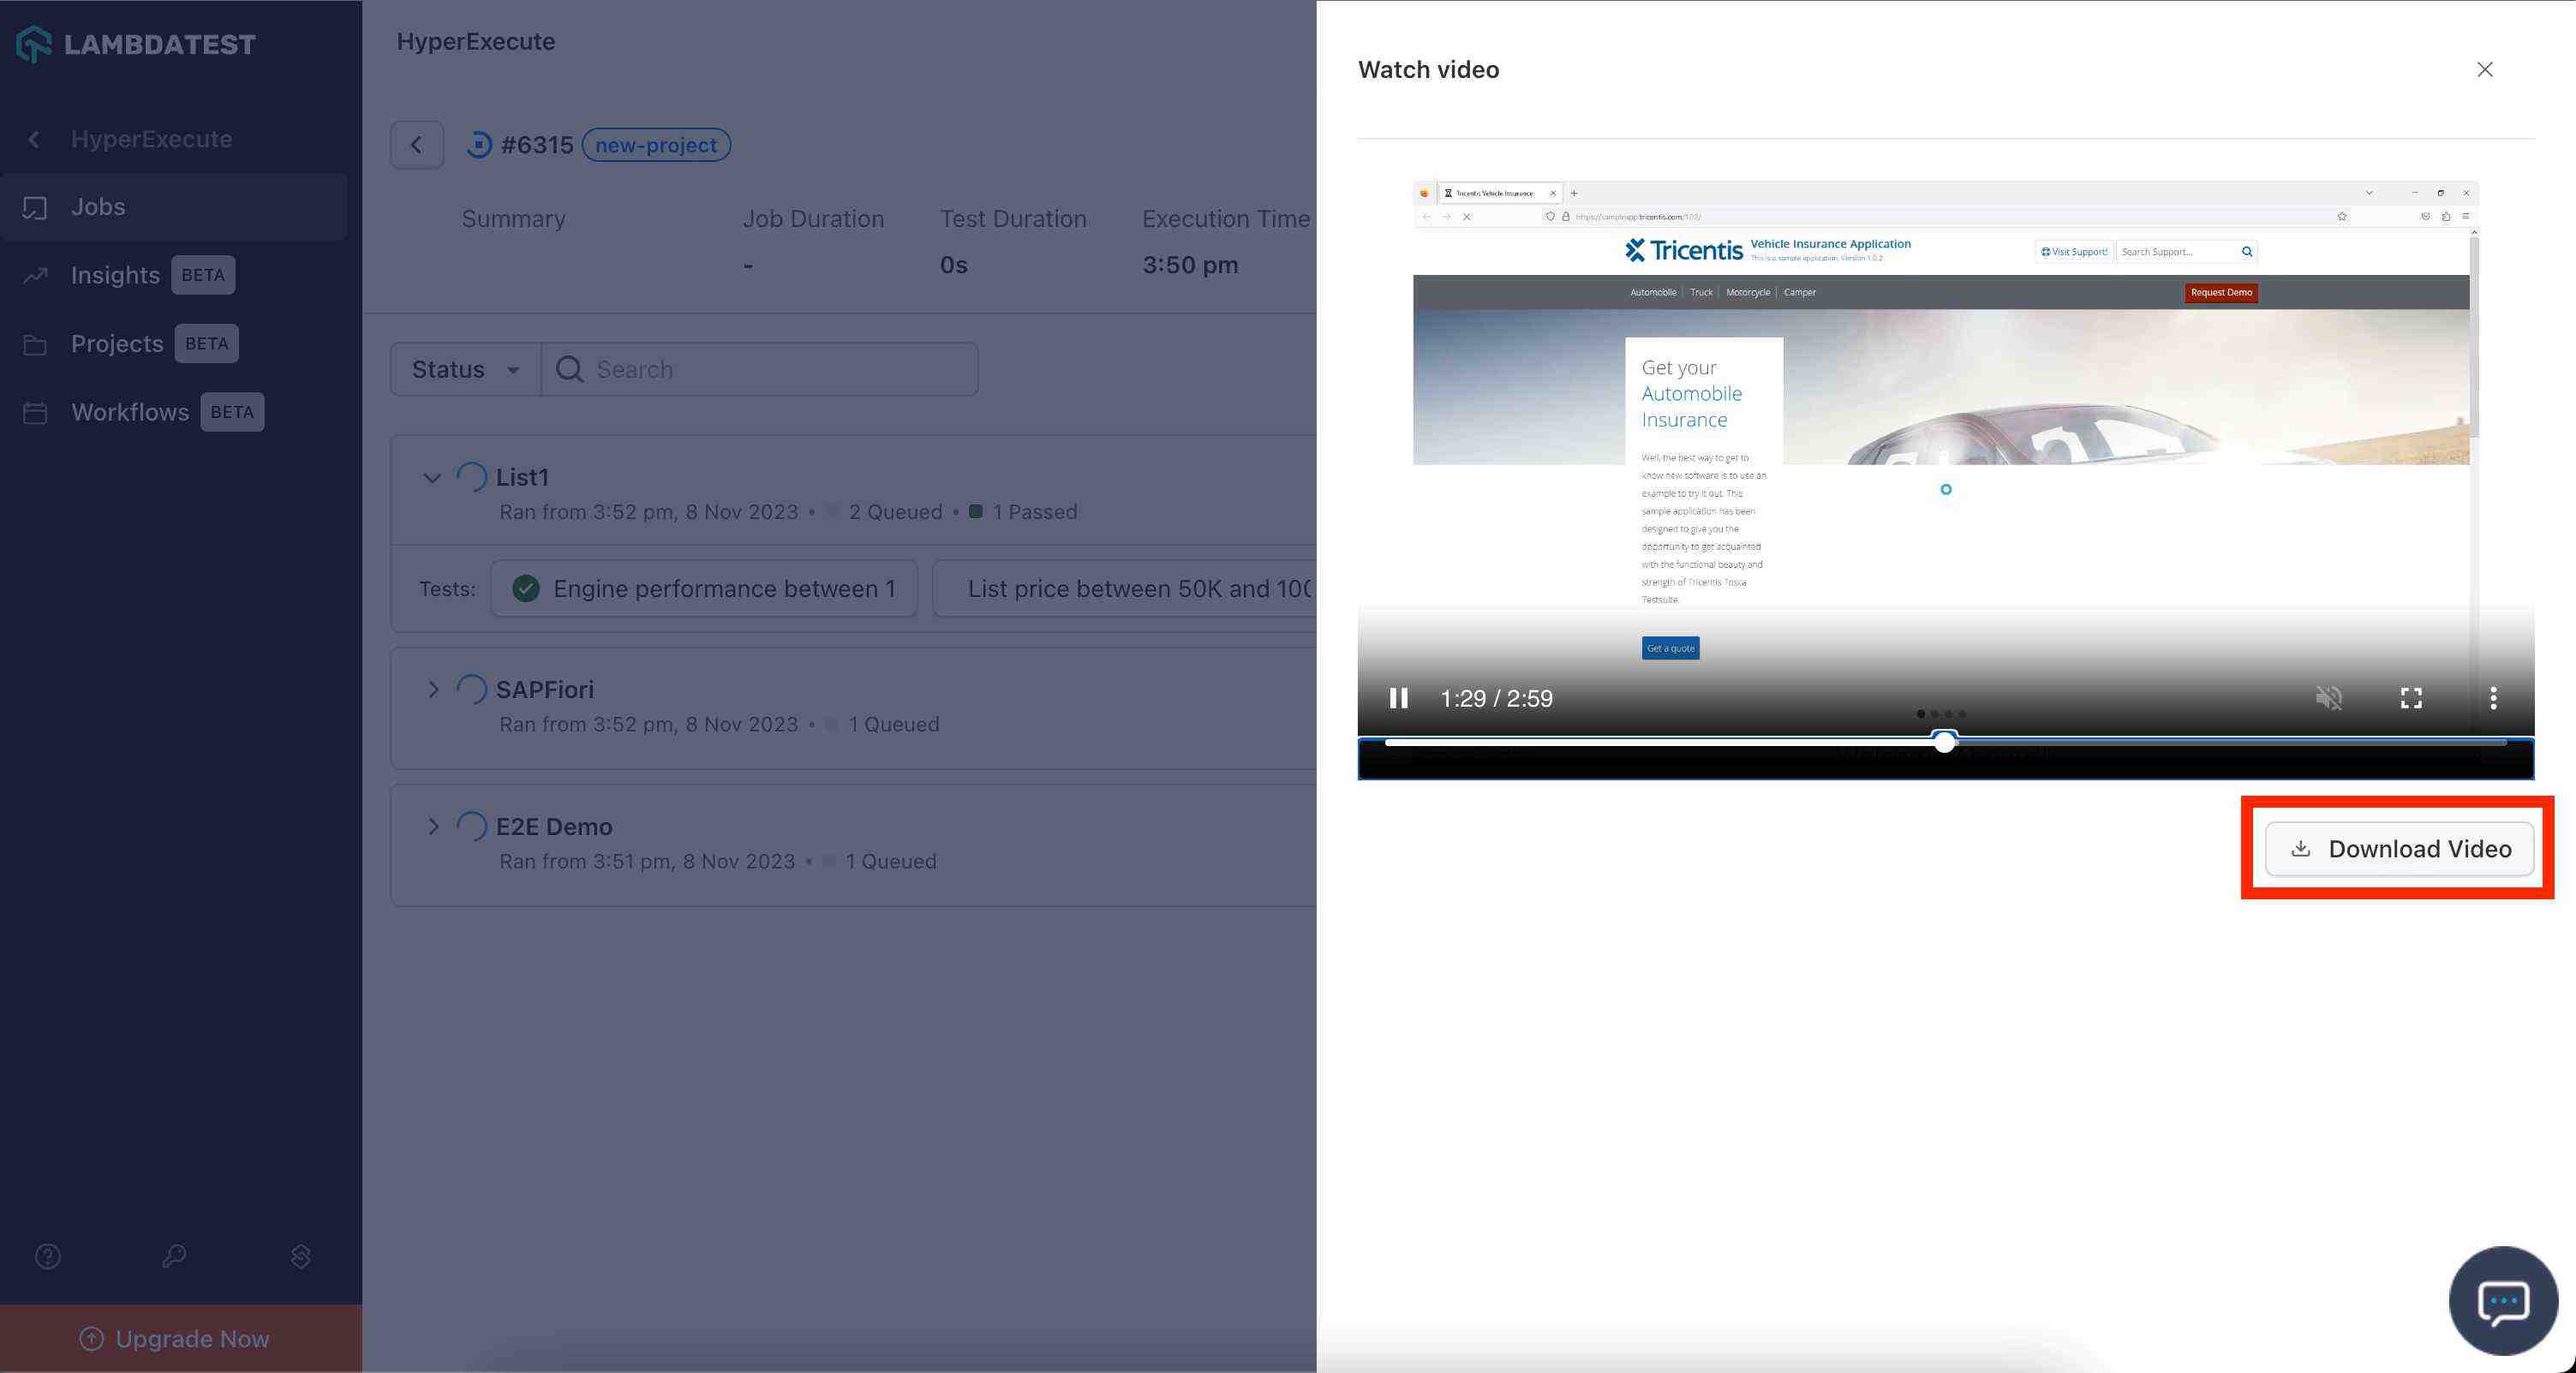 LAMBDATEST
HyperExecute
Jobs
Insights BETA
Projects BETA
Workflows BETA
Upgrade Now
HyperExecute
#6315 new-project
Summary Job Duration Test Duration Execution Time
- 0s 3:50 pm
Status Search
List1
Ran from 3:52 pm, 8 Nov 2023 • 2 Queued • 1 Passed
Tests: Engine performance between 1 List price between 50K and 100
SAPFiori
Ran from 3:52 pm, 8 Nov 2023 • 1 Queued
E2E Demo
Ran from 3:51 pm, 8 Nov 2023 • 1 Queued
Watch video
Tricentis Vehicle Insurance
https://sampleapp.tricentis.com/102/
Tricentis Vehicle Insurance Application
This is a sample application. Version 1.0.2
Visit Support! Search Support...
Automobile Truck Motorcycle Camper Request Demo
Get your
Automobile
Insurance
Well, the best way to get to
know new software is to use an
example to try it out. This
sample application has been
designed to give you the
opportunity to get acquainted
with the functional beauty and
strength of Tricentis Tosca
Testsuite.
Get a quote
1:29 / 2:59
Download Video